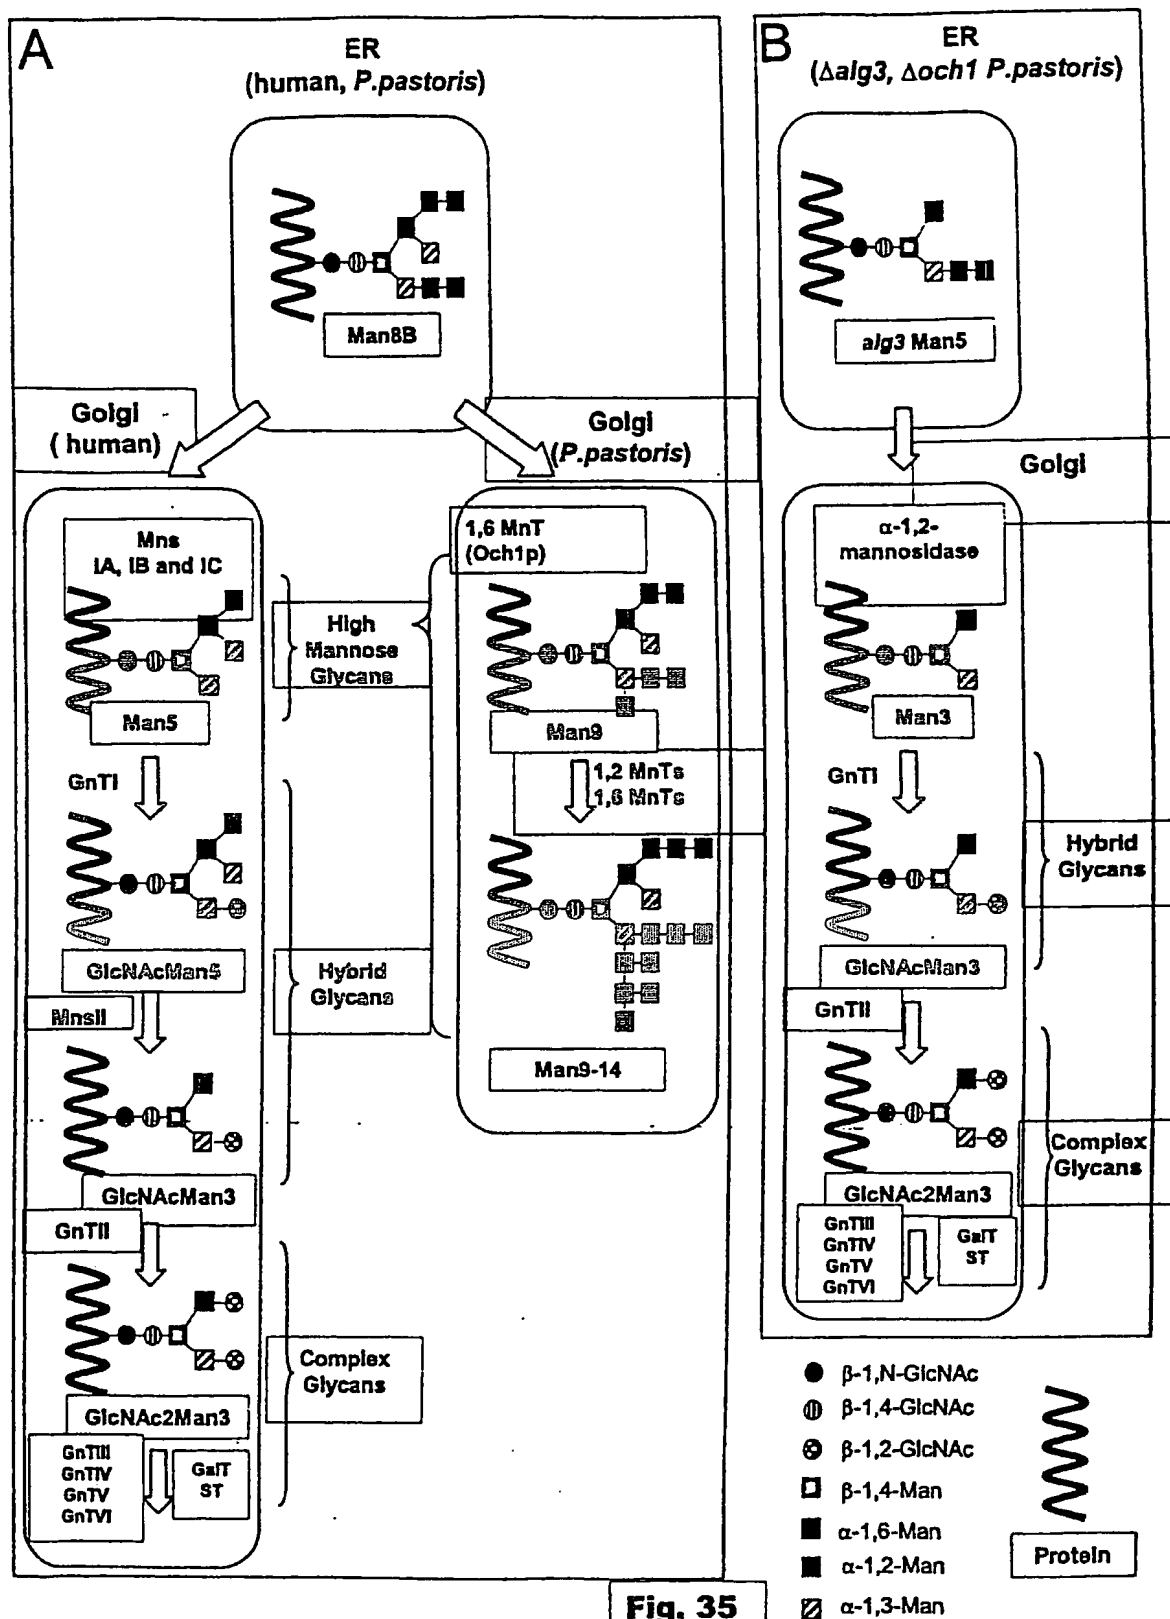 A
ER
(human, P.pastoris)
Man8B
Golgi
( human)
Golgi
(P.pastoris)
Mns
IA, IB and IC
Man5
GnTI
GlcNAcMan5
MnsII
GlcNAcMan3
GnTII
GlcNAc2Man3
GnTIII
GnTIV
GnTV
GnTVI
GalT
ST
High
Mannose
Glycans
Hybrid
Glycans
Complex
Glycans
1,6 MnT
(Och1p)
Man9
1,2 MnTs
1,6 MnTs
Man9-14
B
ER
(Δalg3, Δoch1 P.pastoris)
alg3 Man5
Golgi
α-1,2-
mannosidase
Man3
GnTI
GlcNAcMan3
GnTII
GlcNAc2Man3
GnTIII
GnTIV
GnTV
GnTVI
GalT
ST
Hybrid
Glycans
Complex
Glycans
β-1,N-GlcNAc
β-1,4-GlcNAc
β-1,2-GlcNAc
β-1,4-Man
α-1,6-Man
α-1,2-Man
α-1,3-Man
Protein
Fig. 35